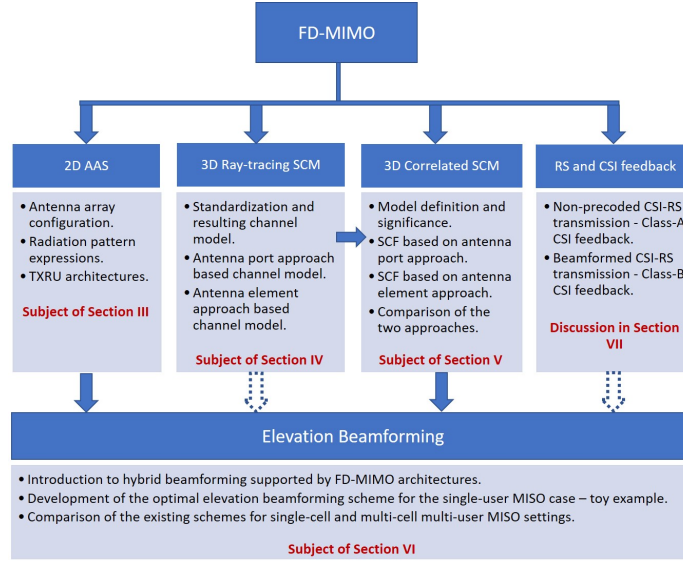 FD-MIMO
2D AAS
• Antenna array
configuration.
• Radiation pattern
expressions.
• TXRU architectures.
Subject of Section III
3D Ray-tracing SCM
• Standardization and
resulting channel
model.
• Antenna port approach
based channel model.
• Antenna element
approach based
channel model.
Subject of Section IV
3D Correlated SCM
• Model definition and
significance.
• SCF based on antenna
port approach.
• SCF based on antenna
element approach.
• Comparison of the
two approaches.
Subject of Section V
RS and CSI feedback
• Non-precoded CSI-RS
transmission - Class-A
CSI feedback.
• Beamformed CSI-RS
transmission - Class-B
CSI feedback.
Discussion in Section
VII
Elevation Beamforming
• Introduction to hybrid beamforming supported by FD-MIMO architectures.
• Development of the optimal elevation beamforming scheme for the single-user MISO case – toy example.
• Comparison of the existing schemes for single-cell and multi-cell multi-user MISO settings.
Subject of Section VI